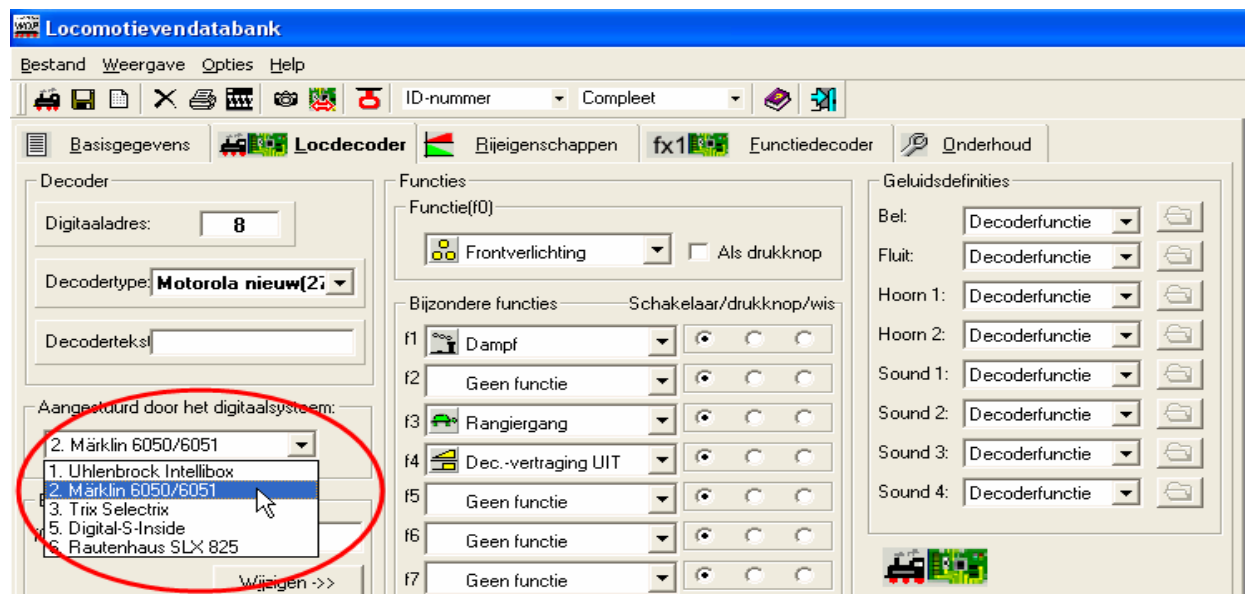 Locomotievendatabank
Bestand Weergave Opties Help
ID-nummer Compleet
Basisgegevens Locdecoder Rijeigenschappen fx1 Functiedecoder Onderhoud
Decoder
Digitaaladres: 8
Decodertype: Motorola nieuw(27
Decodertekst
Aangestuurd door het digitaalsysteem:
2. Märklin 6050/6051
1. Uhlenbrock Intellibox
2. Märklin 6050/6051
3. Trix Selectrix
5. Digital-S-Inside
6. Rautenhaus SLX 825
Wijzigen ->>
Functies
Functie(f0)
Frontverlichting Als drukknop
Bijzondere functies Schakelaar/drukknop/wis
f1 Dampf
f2 Geen functie
f3 Rangiergang
f4 Dec.-vertraging UIT
f5 Geen functie
f6 Geen functie
f7 Geen functie
Geluidsdefinities
Bel: Decoderfunctie
Fluit: Decoderfunctie
Hoorn 1: Decoderfunctie
Hoorn 2: Decoderfunctie
Sound 1: Decoderfunctie
Sound 2: Decoderfunctie
Sound 3: Decoderfunctie
Sound 4: Decoderfunctie